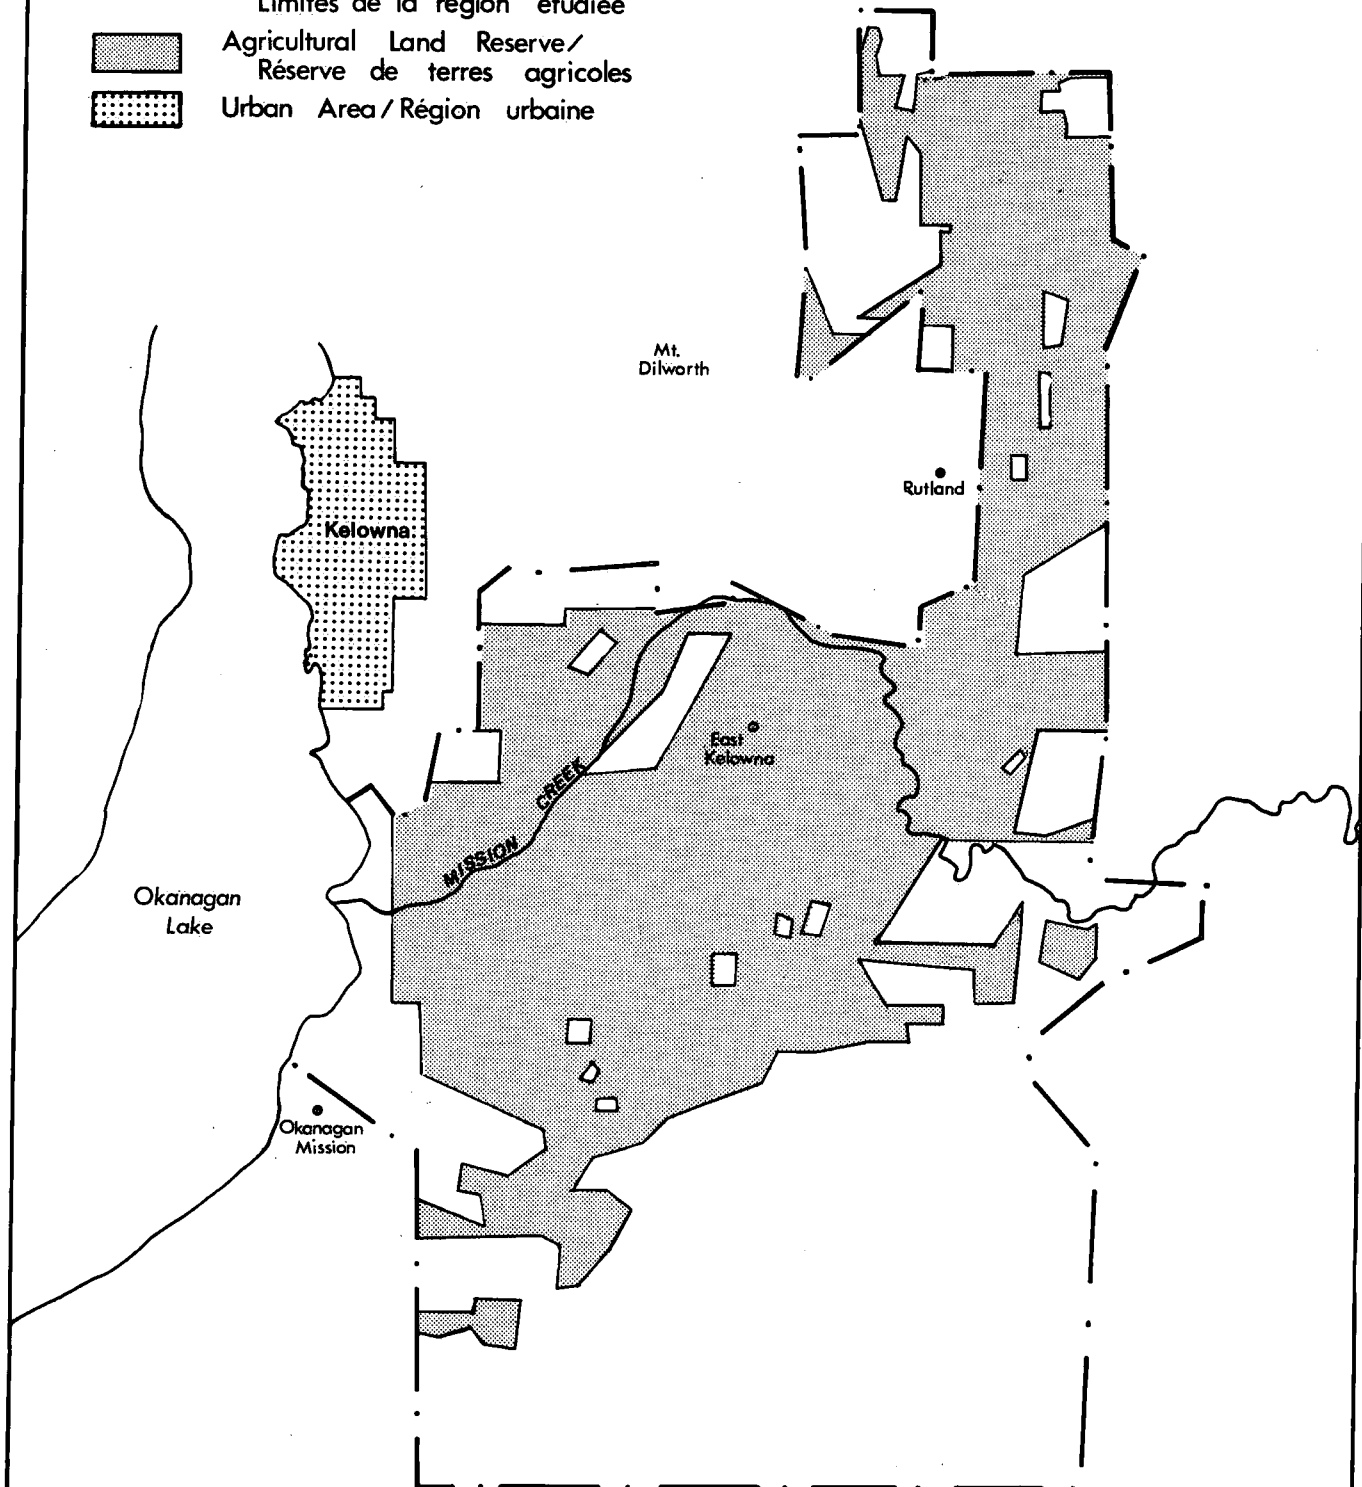 Limites de la région étudiée
Agricultural Land Reserve/
Réserve de terres agricoles
Urban Area/Région urbaine
Mt.
Dilworth
Rutland
Kelowna
East
Kelowna
MISSION CREEK
Okanagan
Lake
Okanagan
Mission